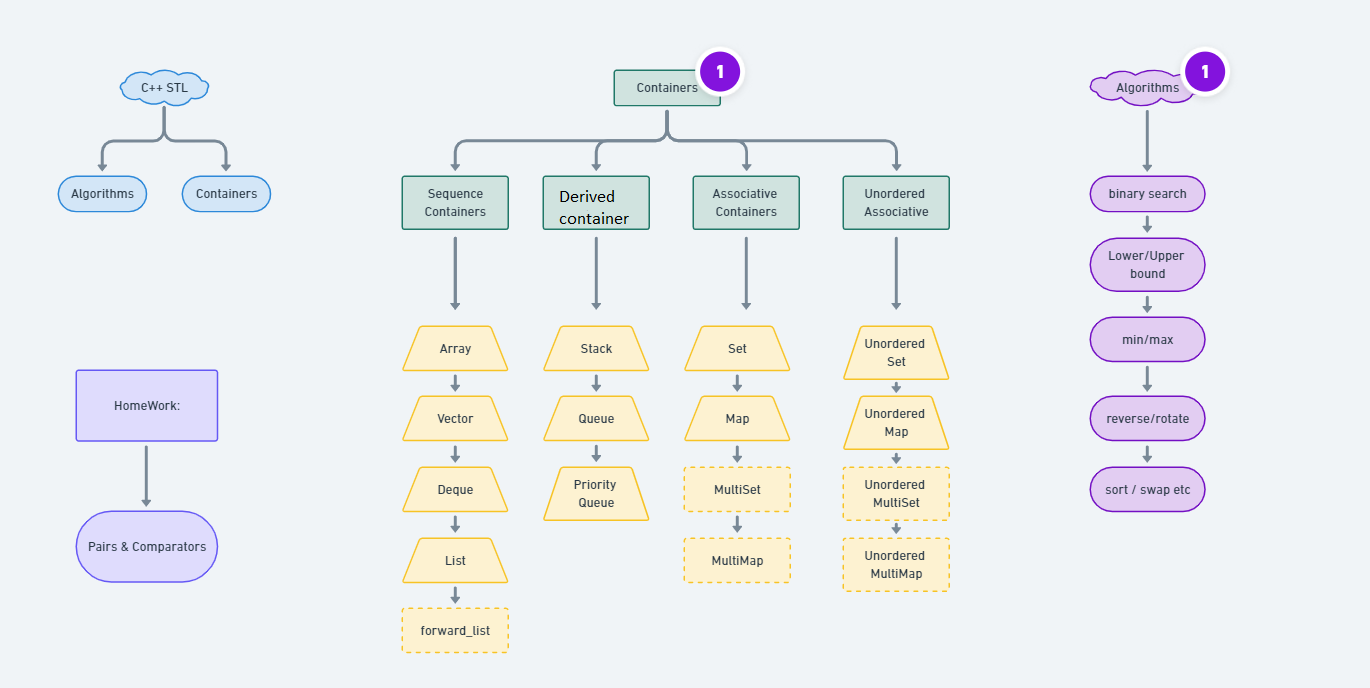 C++ STL
Algorithms
Containers
HomeWork:
Pairs & Comparators
Containers
1
Sequence
Containers
Array
Vector
Deque
List
forward_list
Derived
container
Stack
Queue
Priority
Queue
Associative
Containers
Set
Map
MultiSet
MultiMap
Unordered
Associative
Unordered
Set
Unordered
Map
Unordered
MultiSet
Unordered
MultiMap
Algorithms
1
binary search
Lower/Upper
bound
min/max
reverse/rotate
sort / swap etc